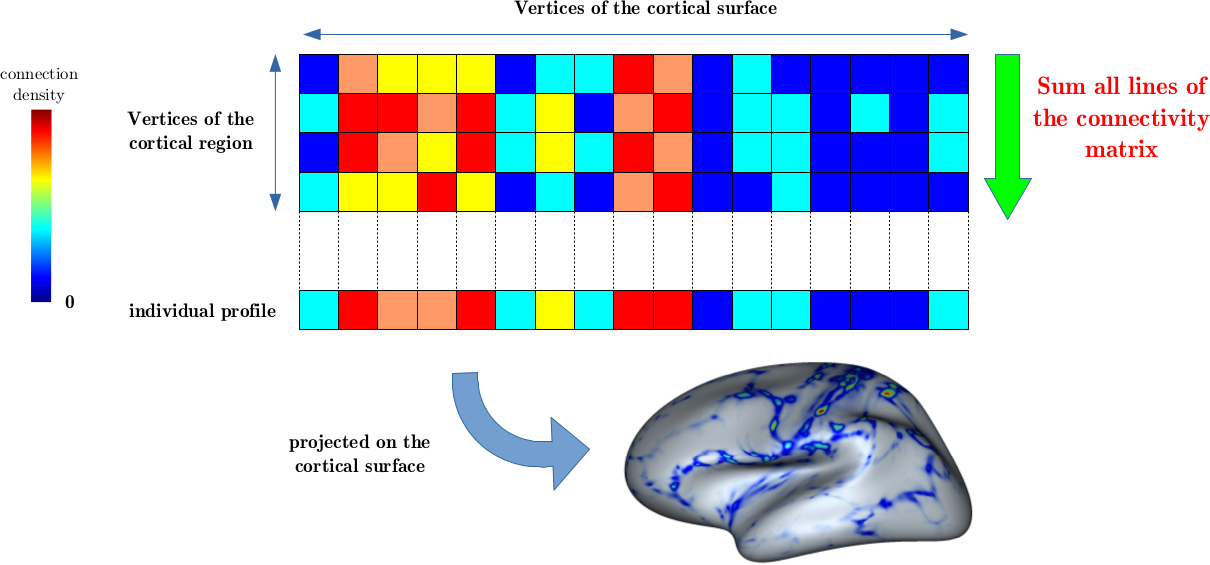 Vertices of the cortical surface
connection
density
0
Vertices of the
cortical region
Sum all lines of
the connectivity
matrix
individual profile
projected on the
cortical surface